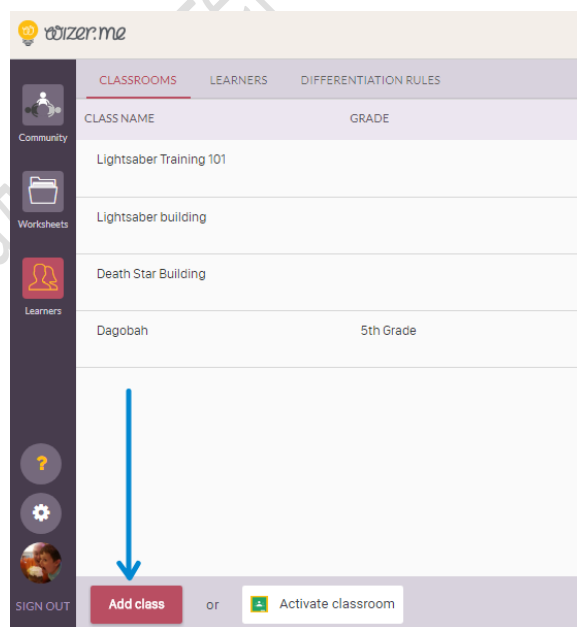 wizer.me
CLASSROOMS LEARNERS DIFFERENTIATION RULES
CLASS NAME GRADE
Community
Lightsaber Training 101
Worksheets
Lightsaber building
Death Star Building
Learners
Dagobah 5th Grade
?
SIGN OUT
Add class or Activate classroom